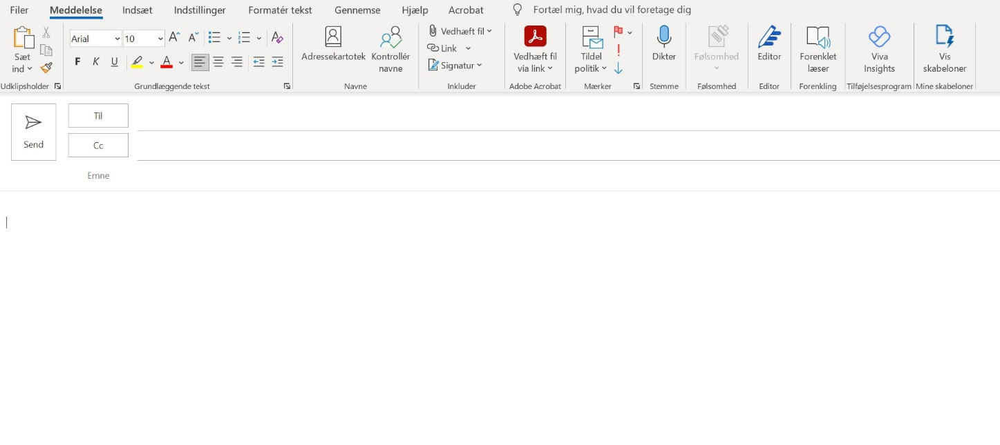 Filer Meddelelse Indsæt Indstillinger Formatér tekst Gennemse Hjælp Acrobat Fortæl mig, hvad du vil foretage dig
Sæt ind
Udklipsholder
Arial 10
F K U A
Grundlæggende tekst
Adressekartotek Kontrollér navne
Navne
Vedhæft fil
Link
Signatur
Inkluder
Vedhæft fil via link
Adobe Acrobat
Tildel politik
Mærker
Dikter
Stemme
Følsomhed
Følsomhed
Editor
Editor
Forenklet læser
Forenkling
Viva Insights
Tilføjelsesprogram
Vis skabeloner
Mine skabeloner
Send
Til
Cc
Emne